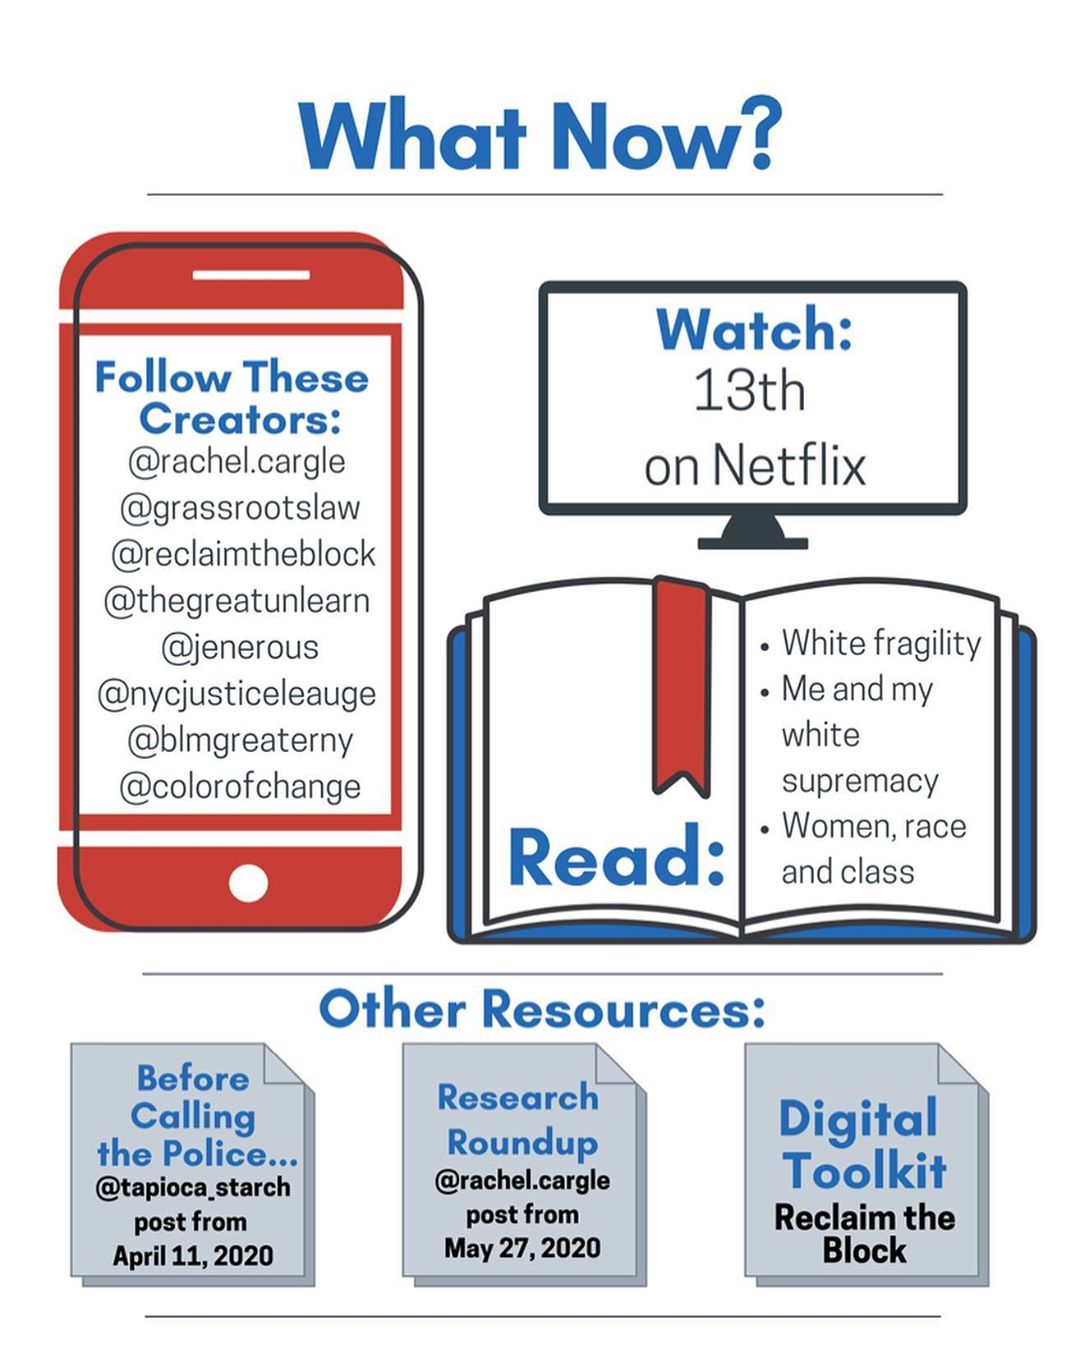 What Now?
Follow These
Creators:
@rachel.cargle
@grassrootslaw
@reclaimtheblock
@thegreatunlearn
@jenerous
@nycjusticeleauge
@blmgreaterny
@colorofchange
Watch:
13th
on Netflix
Read:
• White fragility
• Me and my
white
supremacy
• Women, race
and class
Other Resources:
Before
Calling
the Police...
@tapioca_starch
post from
April 11, 2020
Research
Roundup
@rachel.cargle
post from
May 27, 2020
Digital
Toolkit
Reclaim the
Block